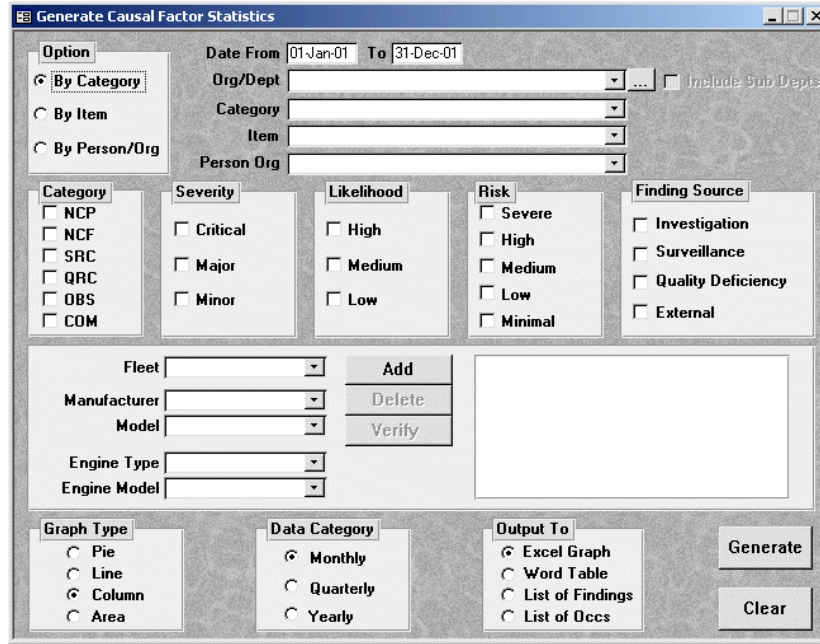 Generate Causal Factor Statistics
Option
By Category
By Item
By Person/Org
Date From 01-Jan-01 To 31-Dec-01
Org/Dept ... Include Sub Depts
Category
Item
Person Org
Category
NCP
NCF
SRC
QRC
OBS
COM
Severity
Critical
Major
Minor
Likelihood
High
Medium
Low
Risk
Severe
High
Medium
Low
Minimal
Finding Source
Investigation
Surveillance
Quality Deficiency
External
Fleet
Manufacturer
Model
Engine Type
Engine Model
Add
Delete
Verify
Graph Type
Pie
Line
Column
Area
Data Category
Monthly
Quarterly
Yearly
Output To
Excel Graph
Word Table
List of Findings
List of Occs
Generate
Clear